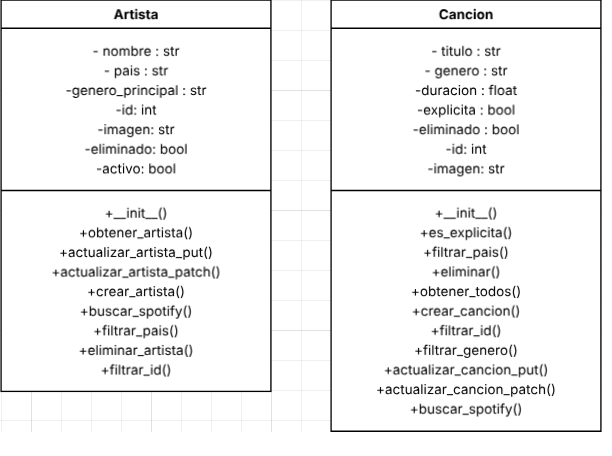 Artista
- nombre : str
- pais : str
-genero_principal : str
-id: int
-imagen: str
-eliminado: bool
-activo: bool
+__init__()
+obtener_artista()
+actualizar_artista_put()
+actualizar_artista_patch()
+crear_artista()
+buscar_spotify()
+filtrar_pais()
+eliminar_artista()
+filtrar_id()
Cancion
- titulo : str
- genero : str
-duracion : float
-explicita : bool
-eliminado : bool
-id: int
-imagen: str
+__init__()
+es_explicita()
+filtrar_pais()
+eliminar()
+obtener_todos()
+crear_cancion()
+filtrar_id()
+filtrar_genero()
+actualizar_cancion_put()
+actualizar_cancion_patch()
+buscar_spotify()